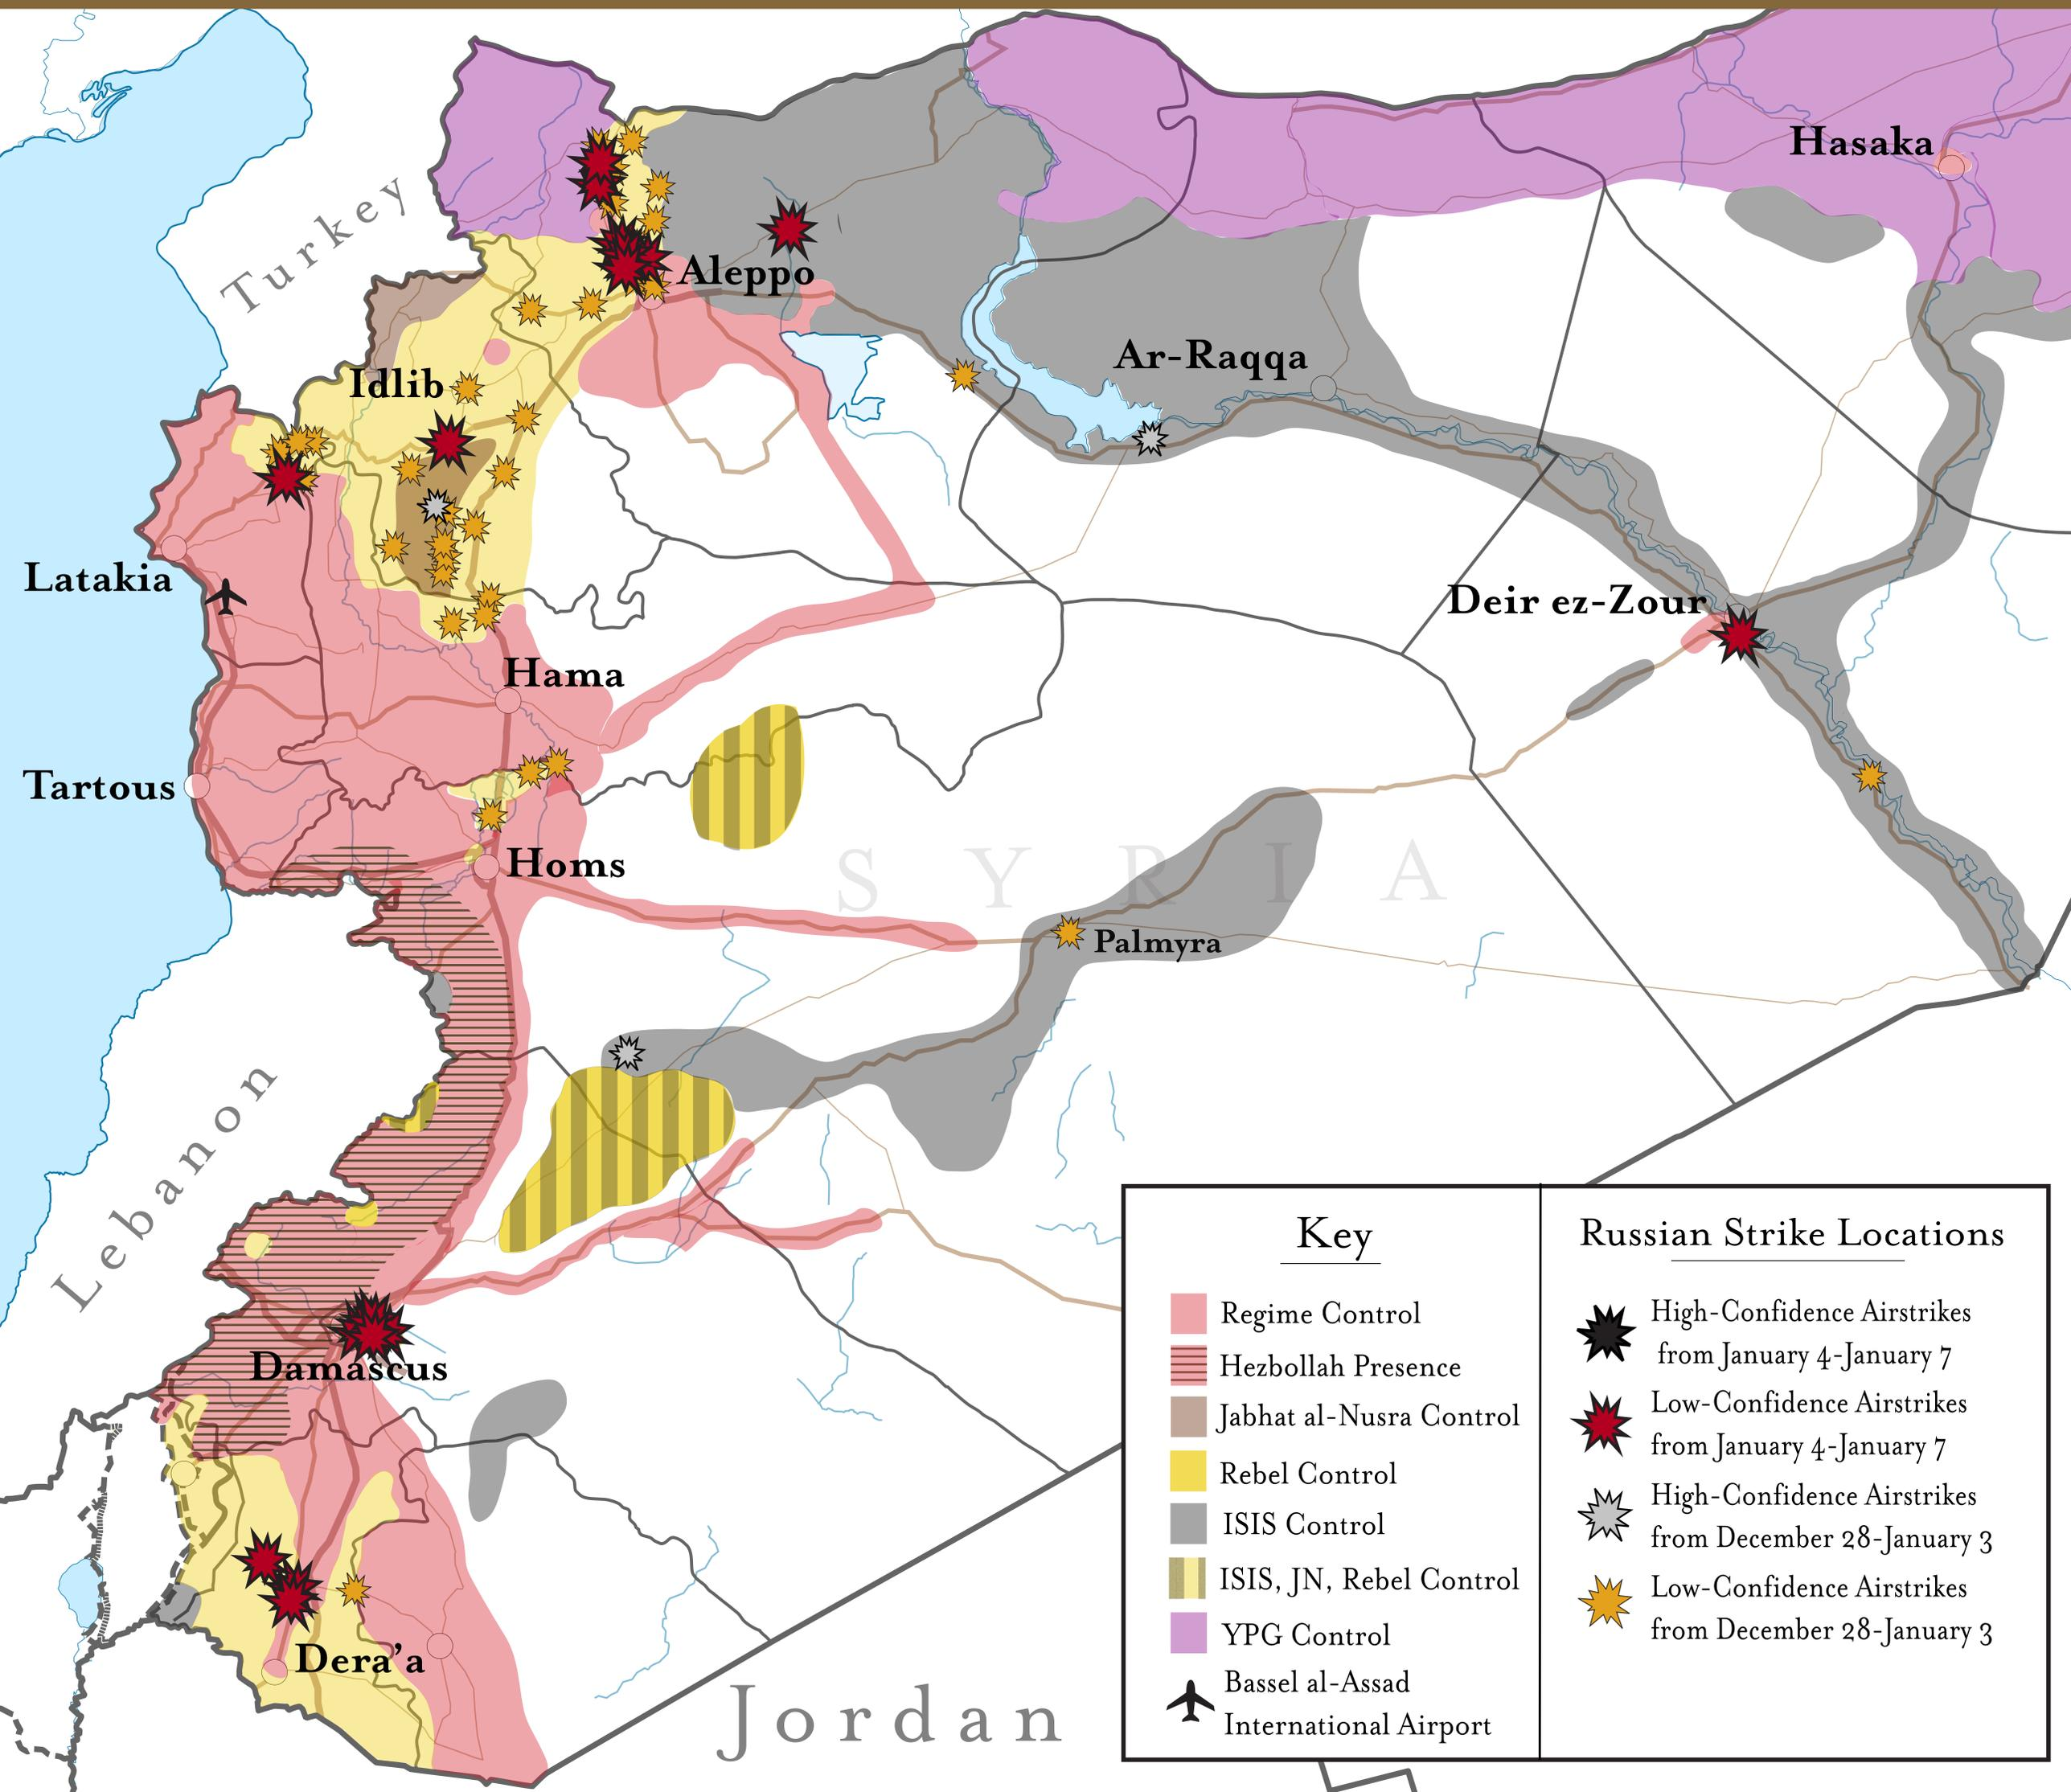 Hasaka
Turkey
Aleppo
Ar-Raqqa
Idlib
Latakia
Deir ez-Zour
Hama
Tartous
Homs
SYRIA
Palmyra
Lebanon
Damascus
Dera’a
Jordan
Key
Regime Control
Hezbollah Presence
Jabhat al-Nusra Control
Rebel Control
ISIS Control
ISIS, JN, Rebel Control
YPG Control
Bassel al-Assad
International Airport
Russian Strike Locations
High-Confidence Airstrikes
from January 4-January 7
Low-Confidence Airstrikes
from January 4-January 7
High-Confidence Airstrikes
from December 28-January 3
Low-Confidence Airstrikes
from December 28-January 3